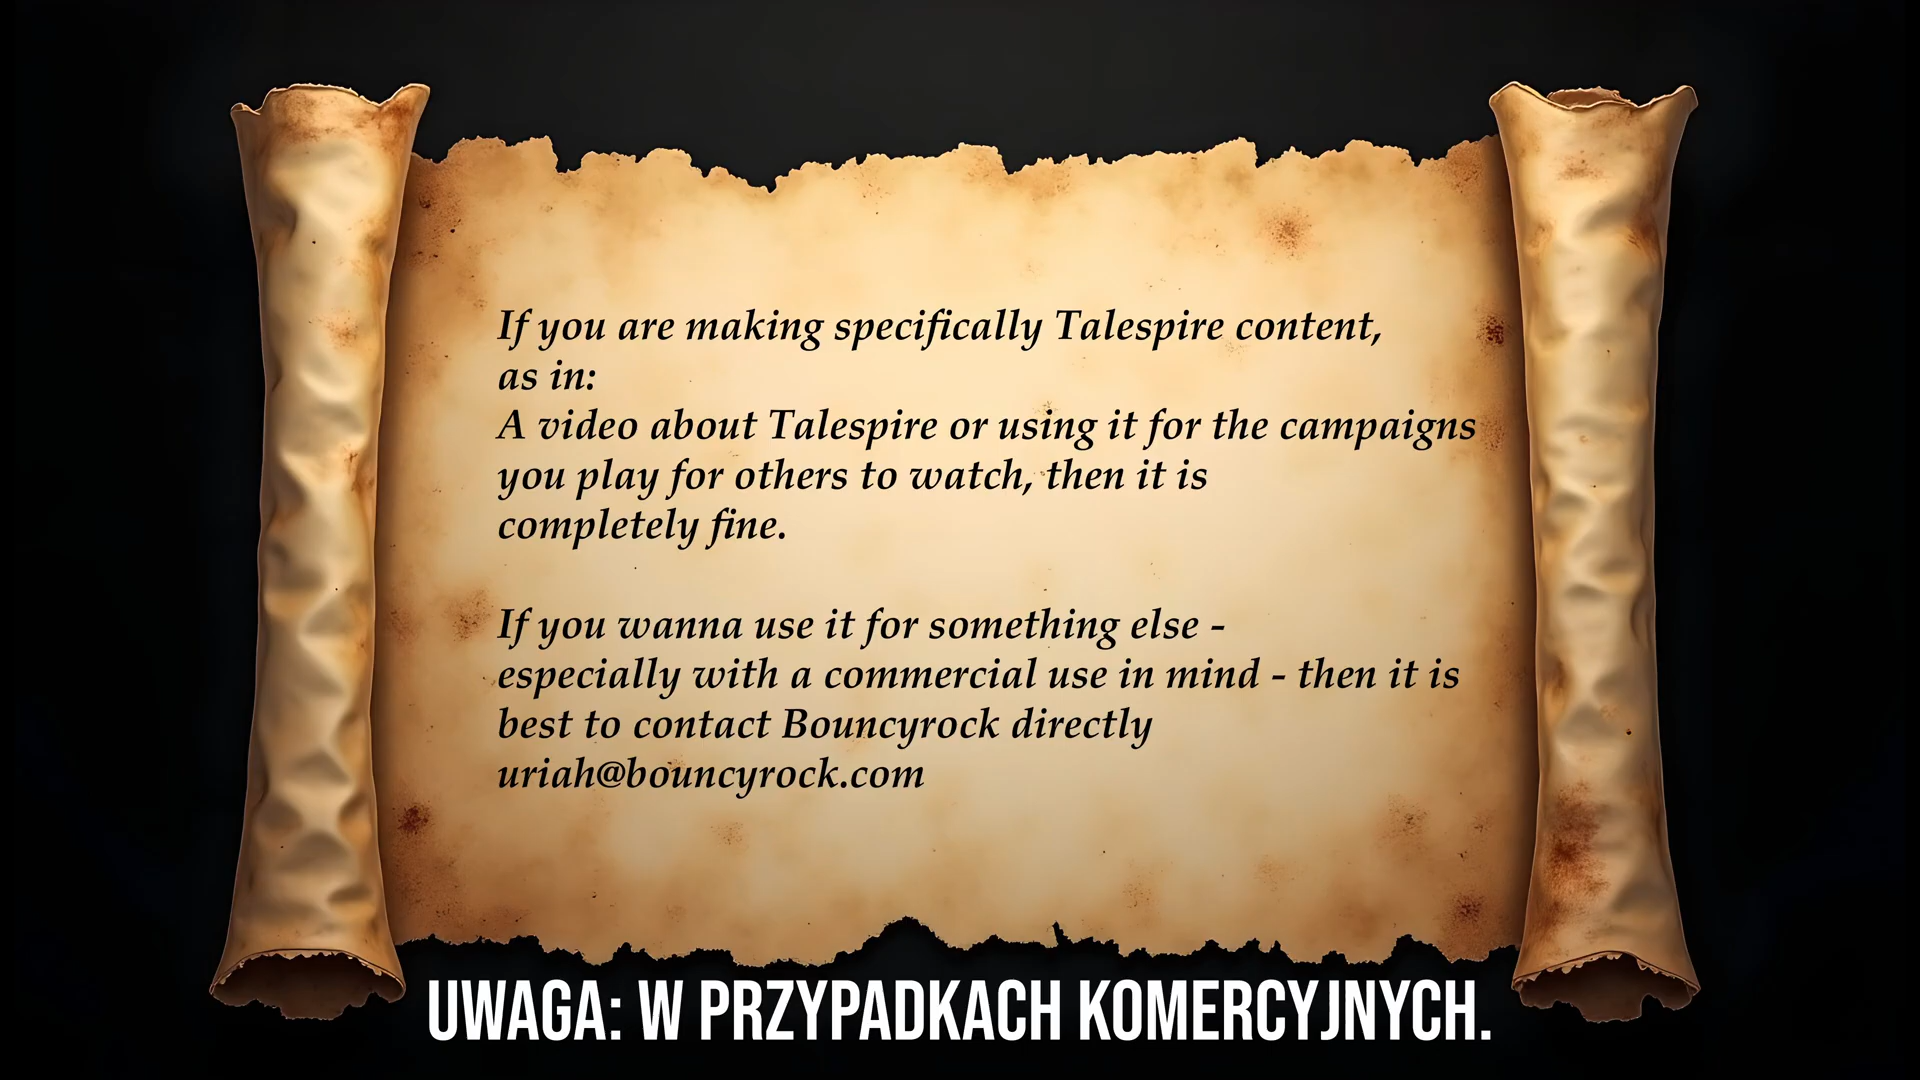 If you are making specifically Talespire content,
as in:
A video about Talespire or using it for the campaigns
you play for others to watch, then it is
completely fine.
If you wanna use it for something else -
especially with a commercial use in mind - then it is
best to contact Bouncyrock directly
uriah@bouncyrock.com
UWAGA: W PRZYPADKACH KOMERCYJNYCH.